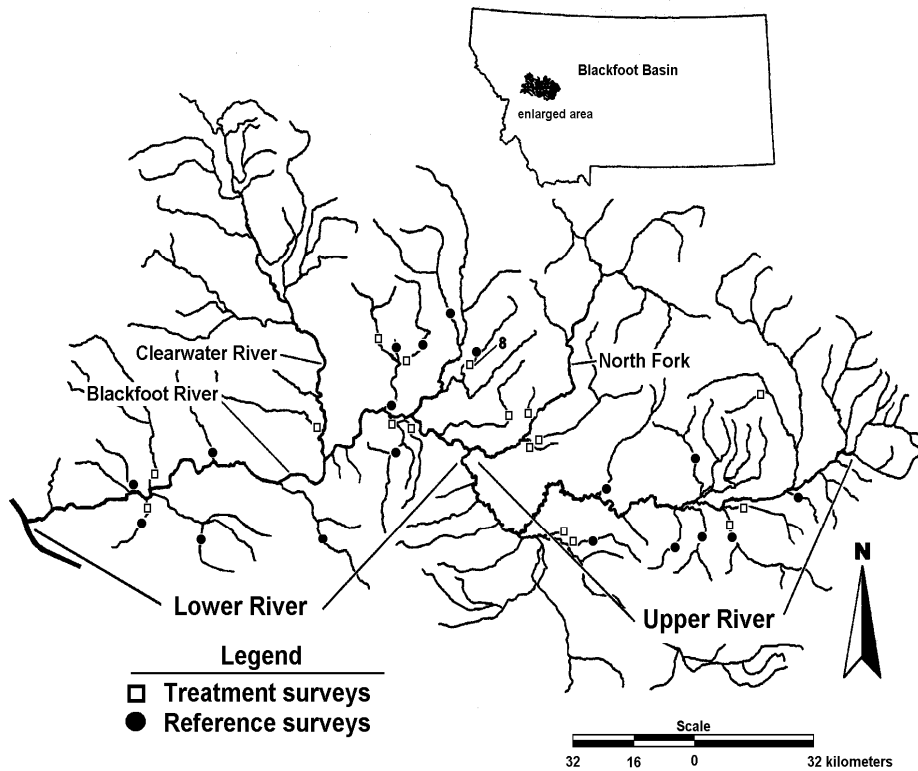 Blackfoot Basin
enlarged area
Clearwater River
North Fork
Blackfoot River
8
Lower River
Upper River
N
Legend
Treatment surveys
Reference surveys
Scale
32 16 0 32 kilometers